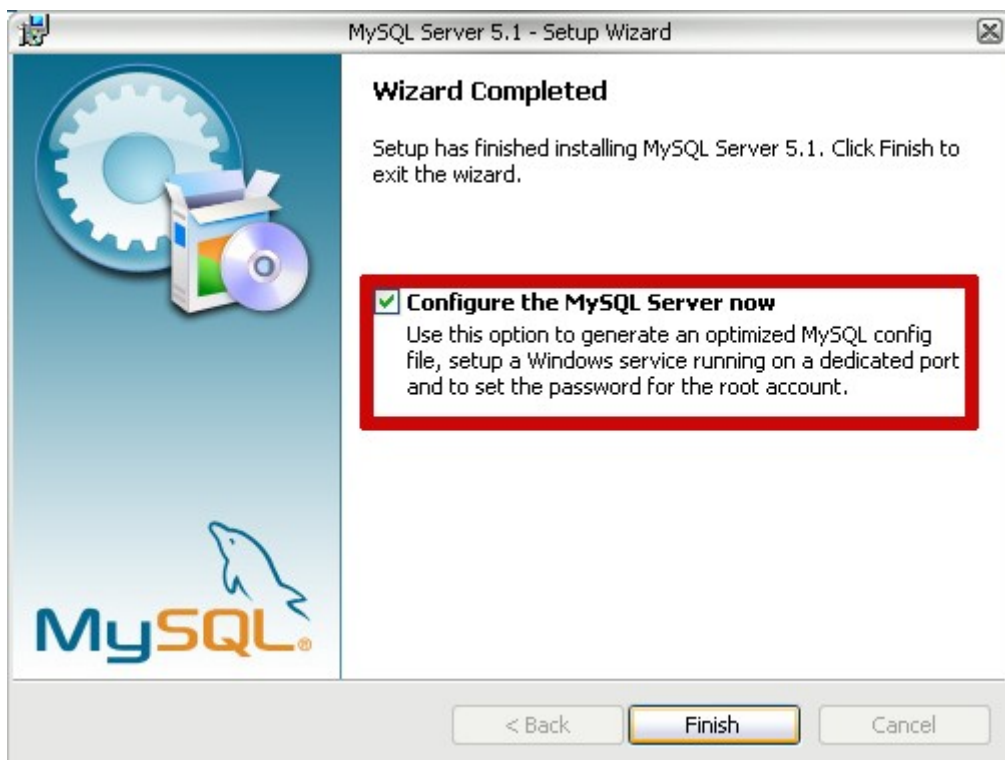 MySQL Server 5.1 - Setup Wizard
Wizard Completed
Setup has finished installing MySQL Server 5.1. Click Finish to
exit the wizard.
Configure the MySQL Server now
Use this option to generate an optimized MySQL config
file, setup a Windows service running on a dedicated port
and to set the password for the root account.
MySQL®
< Back
Finish
Cancel